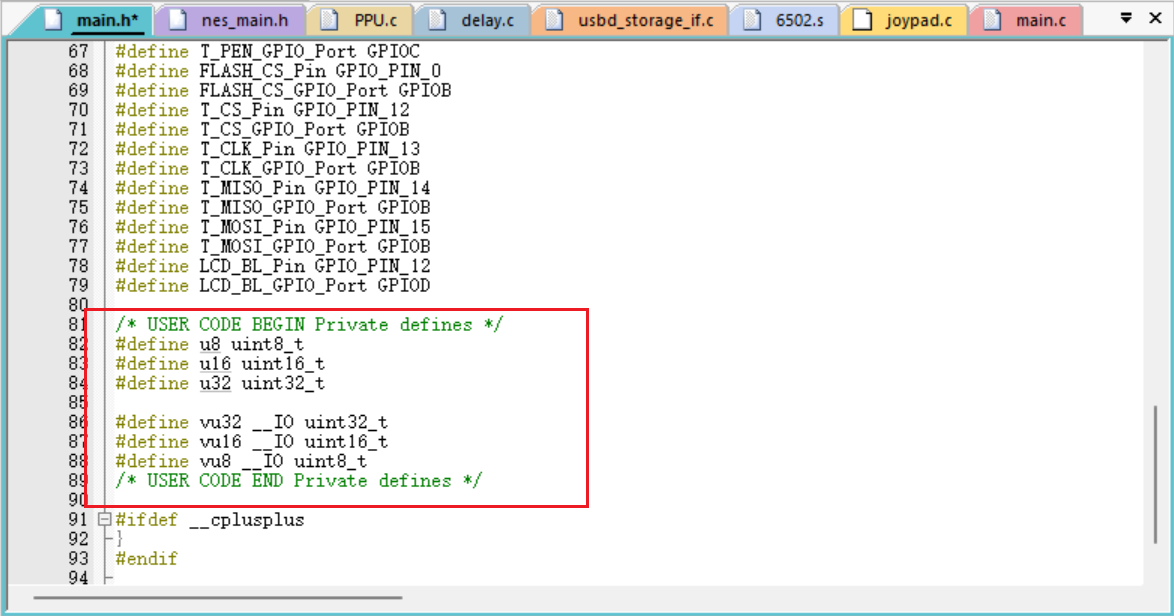 main.h* nes_main.h PPU.c delay.c usbd_storage_if.c 6502.s joypad.c main.c
67 #define T_PEN_GPIO_Port GPIOC
68 #define FLASH_CS_Pin GPIO_PIN_0
69 #define FLASH_CS_GPIO_Port GPIOB
70 #define T_CS_Pin GPIO_PIN_12
71 #define T_CS_GPIO_Port GPIOB
72 #define T_CLK_Pin GPIO_PIN_13
73 #define T_CLK_GPIO_Port GPIOB
74 #define T_MISO_Pin GPIO_PIN_14
75 #define T_MISO_GPIO_Port GPIOB
76 #define T_MOSI_Pin GPIO_PIN_15
77 #define T_MOSI_GPIO_Port GPIOB
78 #define LCD_BL_Pin GPIO_PIN_12
79 #define LCD_BL_GPIO_Port GPIOD
80
81 /* USER CODE BEGIN Private defines */
82 #define u8 uint8_t
83 #define u16 uint16_t
84 #define u32 uint32_t
85
86 #define vu32 __IO uint32_t
87 #define vu16 __IO uint16_t
88 #define vu8 __IO uint8_t
89 /* USER CODE END Private defines */
90
91 #ifdef __cplusplus
92 }
93 #endif
94